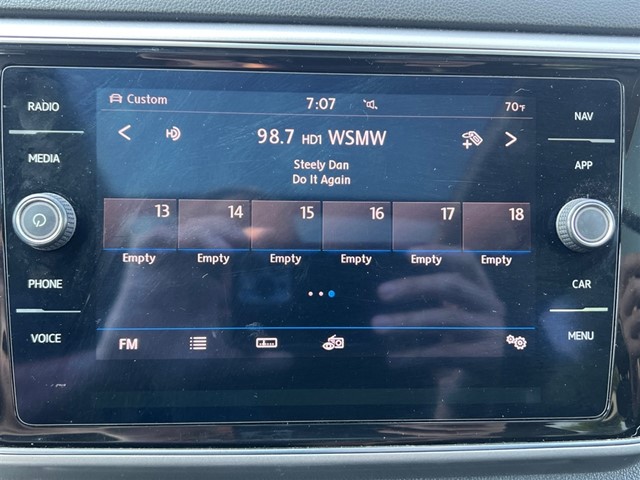 RADIO
MEDIA
PHONE
VOICE
Custom
7:07
70°F
98.7 HD1 WSMW
Steely Dan
Do It Again
13 14 15 16 17 18
Empty Empty Empty Empty Empty Empty
FM
NAV
APP
CAR
MENU